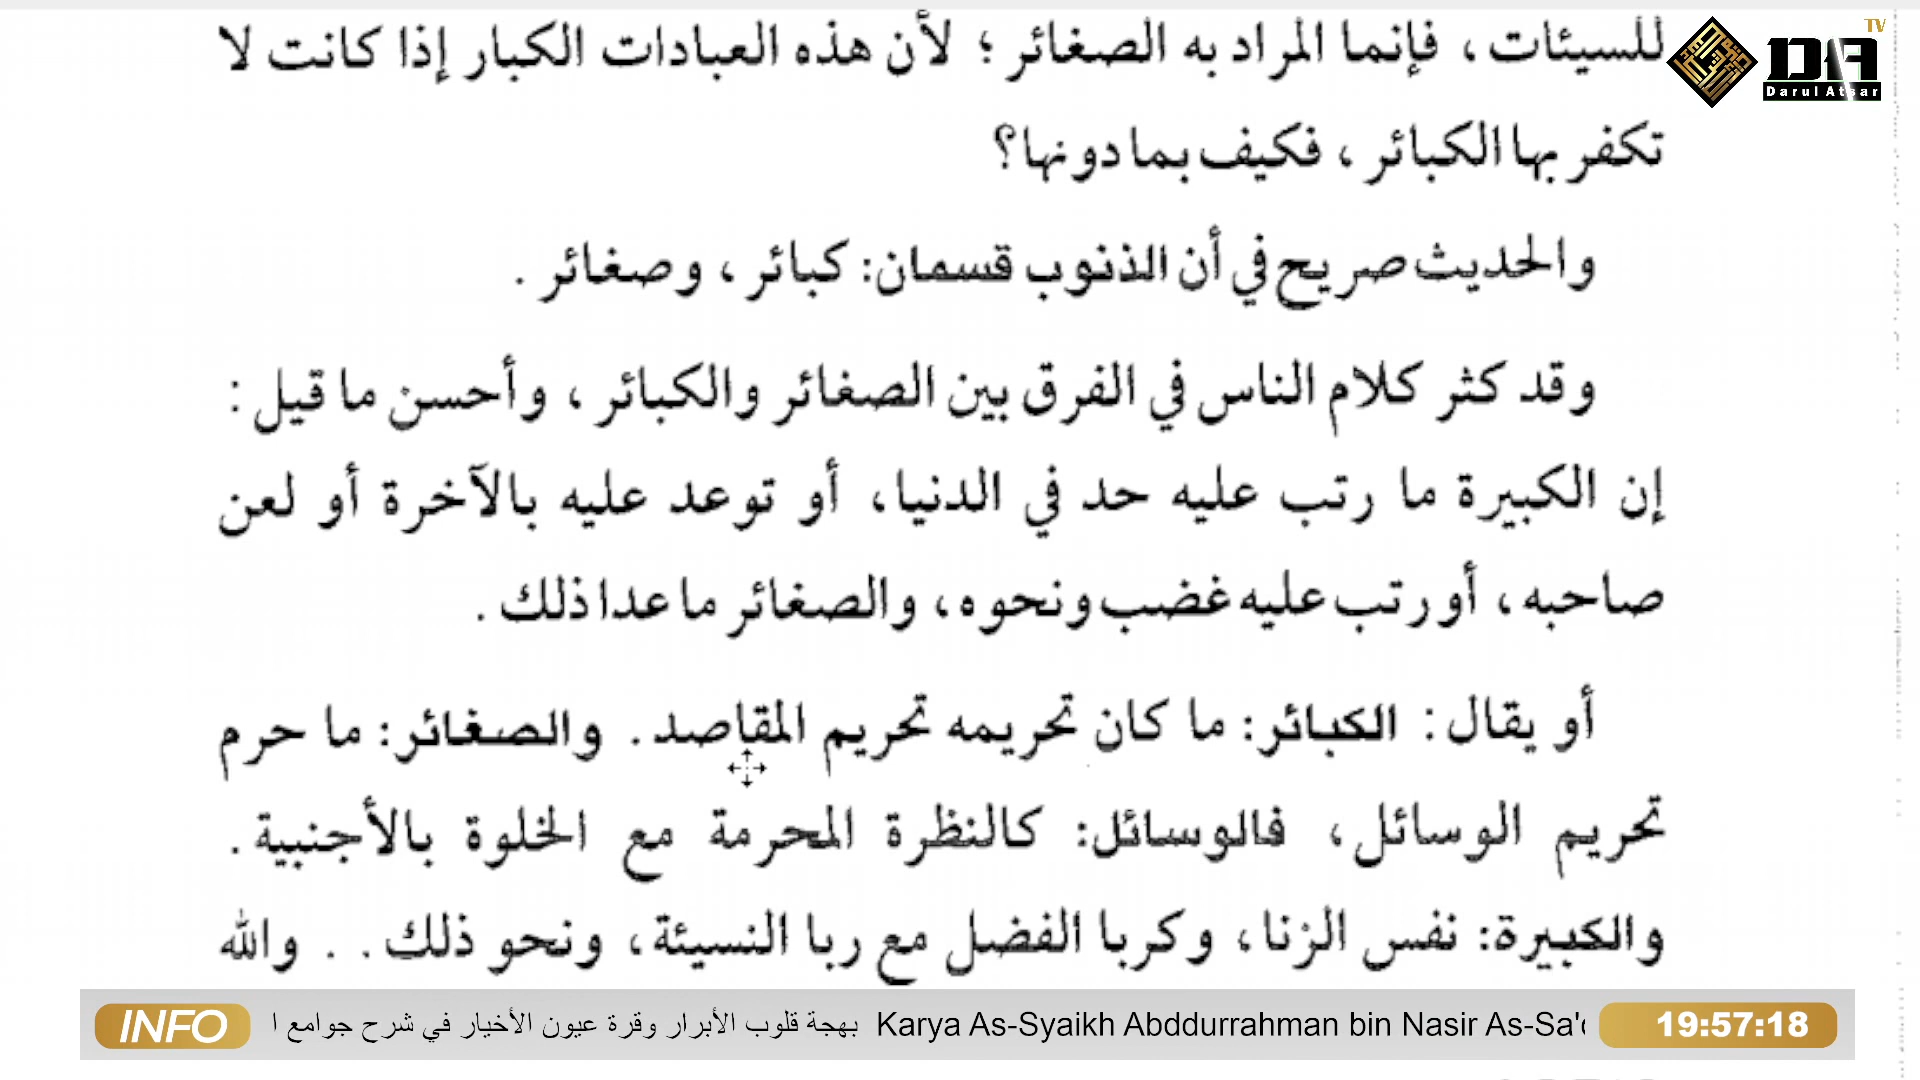 للسيئات ، فإنما المراد به الصغائر ؛ لأن هذه العبادات الكبار إذا كانت لا
تكفر بها الكبائر ، فكيف بما دونها؟
والحديث صريح في أن الذنوب قسمان: كبائر ، وصغائر .
وقد كثر كلام الناس في الفرق بين الصغائر والكبائر ، وأحسن ما قيل :
إن الكبيرة ما رتب عليه حد في الدنيا، أو توعد عليه بالآخرة أو لعن
صاحبه ، أو رتب عليه غضب ونحوه ، والصغائر ما عدا ذلك .
أو يقال : الكبائر: ما كان تحريمه تحريم المقاصد . والصغائر: ما حرم
تحريم الوسائل ، فالوسائل: كالنظرة المحرمة مع الخلوة بالأجنبية .
والكبيرة: نفس الزنا ، وكربا الفضل مع ربا النسيئة ، ونحو ذلك . . والله
TV
DA
Darul Atsar
INFO
بهجة قلوب الأبرار وقرة عيون الأخيار في شرح جوامع ا Karya As-Syaikh Abddurrahman bin Nasir As-Sa'
19:57:18